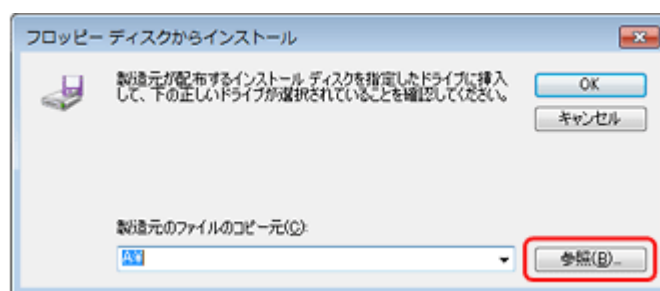 フロッピー ディスクからインストール
製造元が配布するインストール ディスクを指定したドライブに挿入
して、下の正しいドライブが選択されていることを確認してください。
OK
キャンセル
製造元のファイルのコピー元(C):
A:¥
参照(B)...